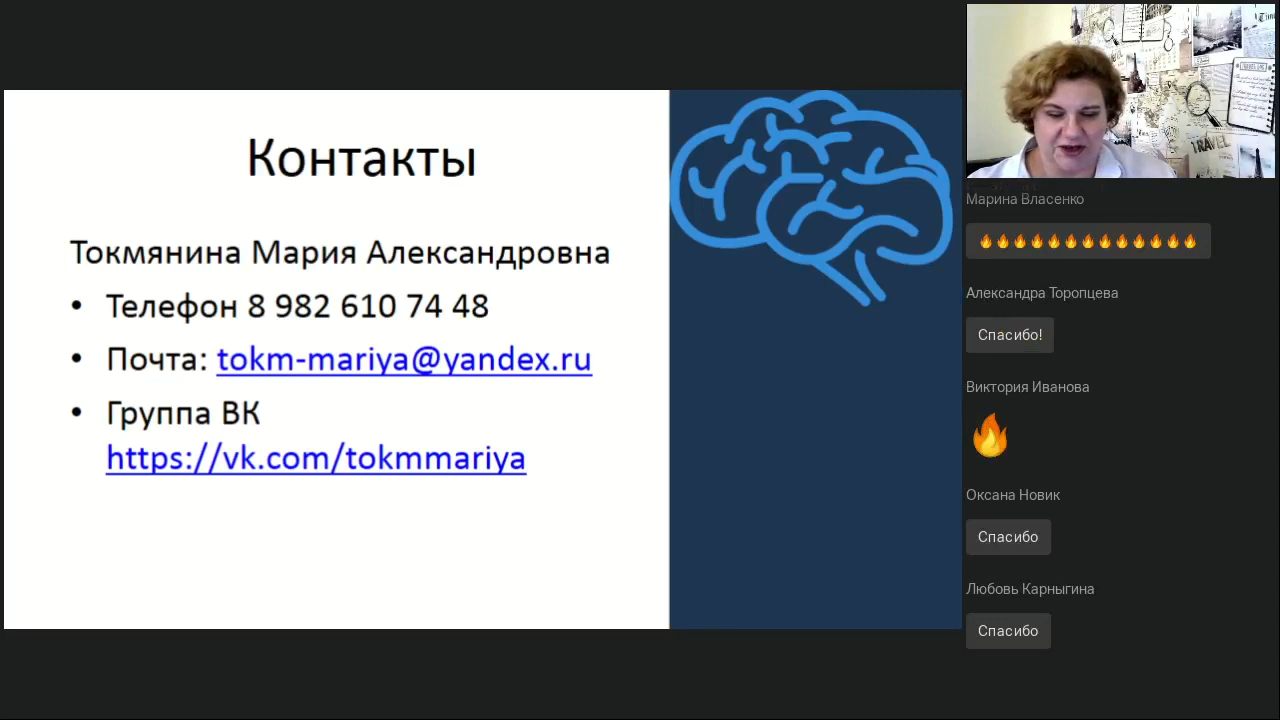 Контакты
Токмянина Мария Александровна
• Телефон 8 982 610 74 48
• Почта: tokm-mariya@yandex.ru
• Группа ВК
https://vk.com/tokmmariya
TRAVEL
Марина Власенко
🔥🔥🔥🔥🔥🔥🔥🔥🔥🔥🔥🔥🔥
Александра Торопцева
Спасибо!
Виктория Иванова
🔥
Оксана Новик
Спасибо
Любовь Карныгина
Спасибо